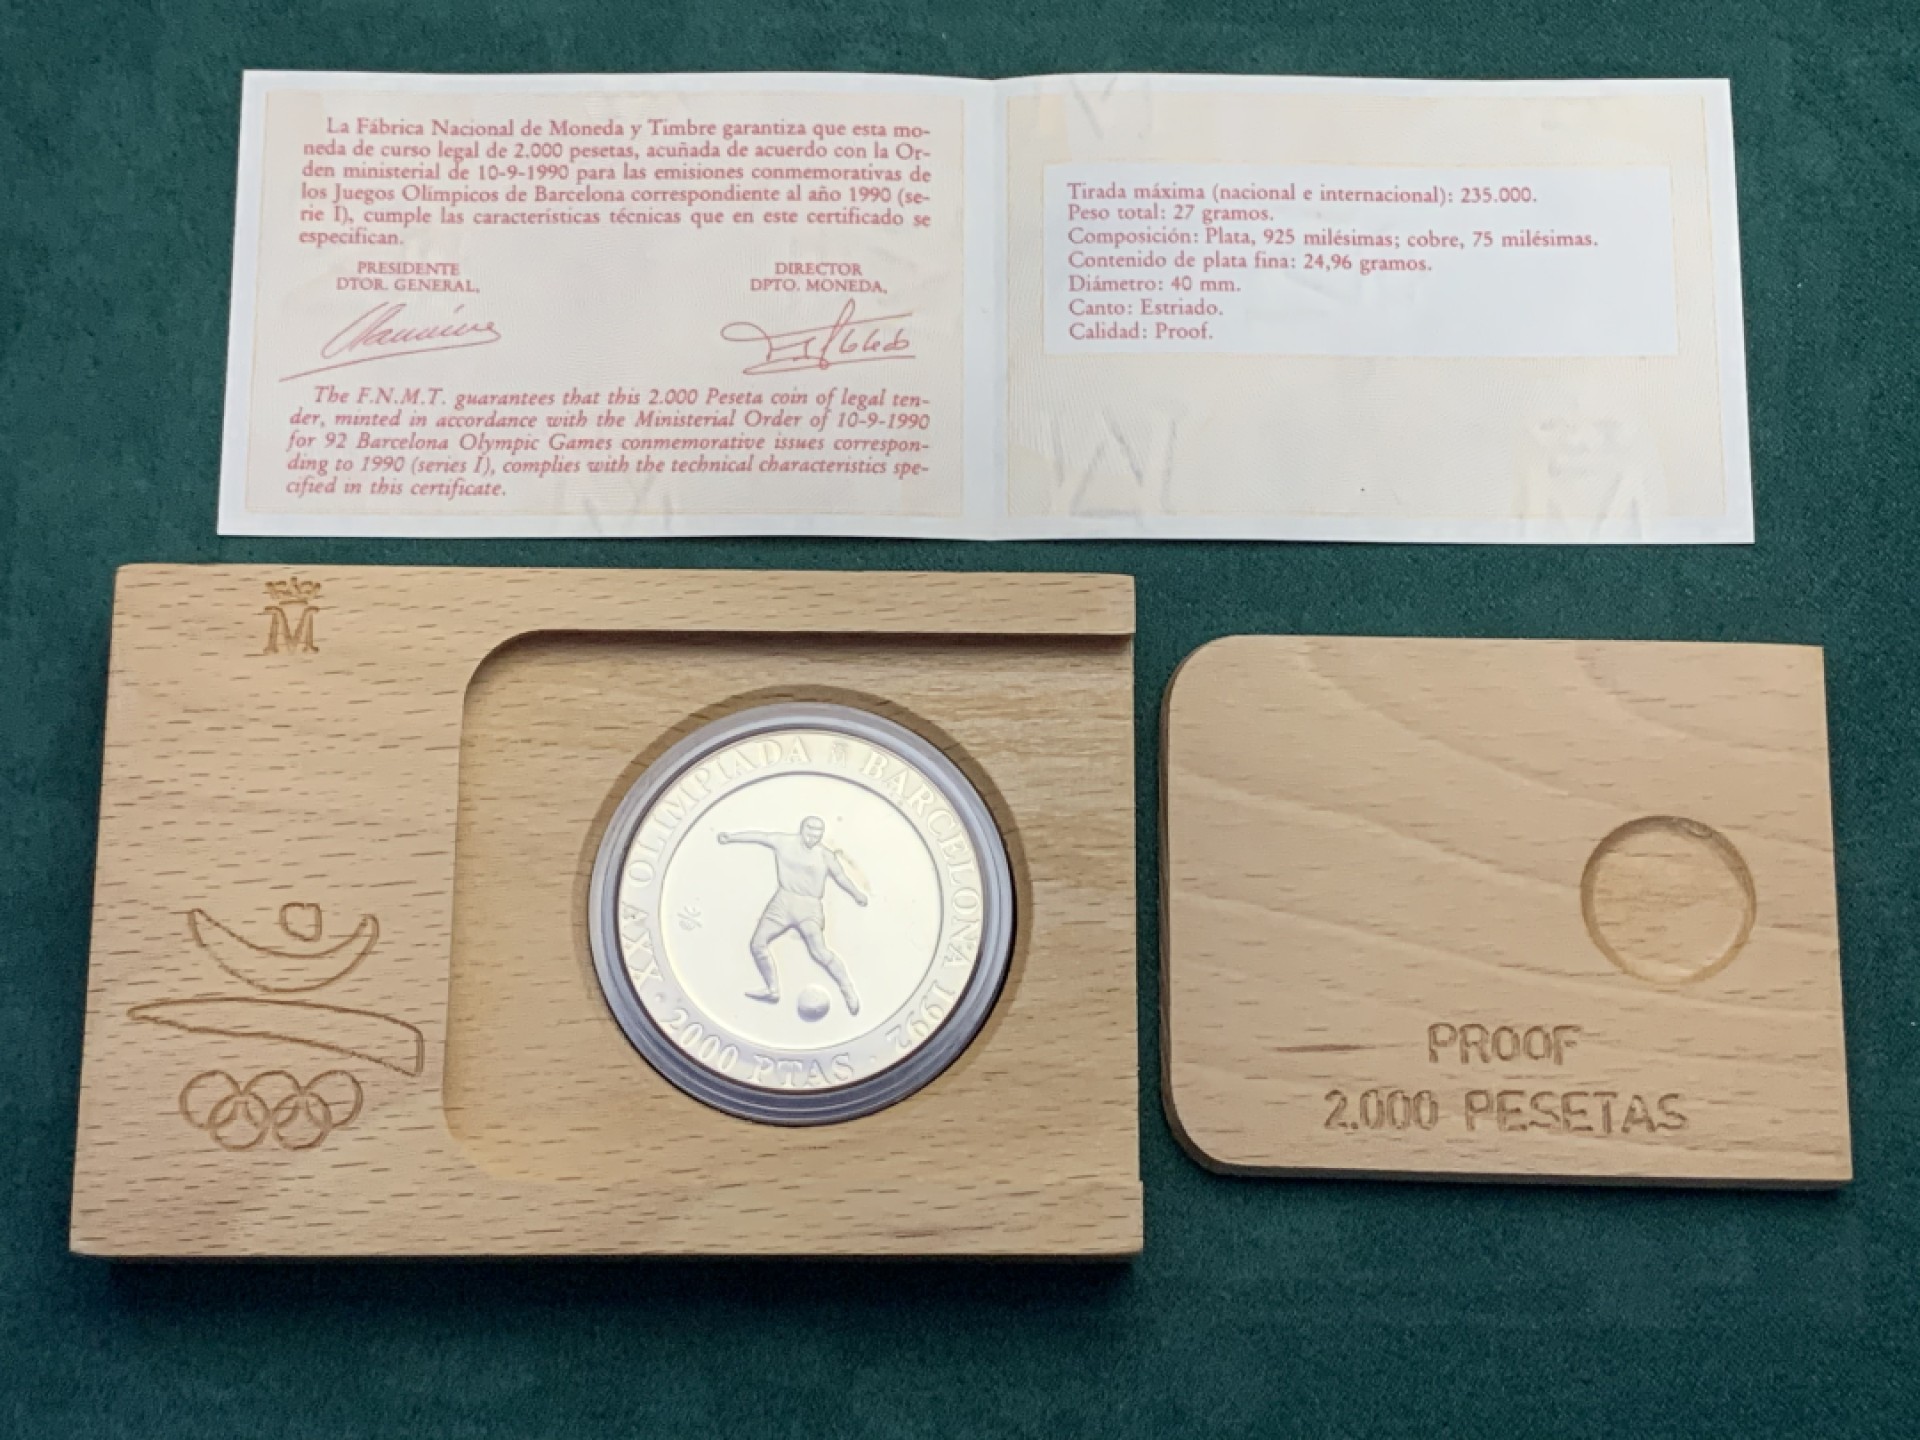 La Fábrica Nacional de Moneda y Timbre garantiza que esta mo-
neda de curso legal de 2.000 pesetas, acuñada de acuerdo con la Or-
den ministerial de 10-9-1990 para las emisiones conmemorativas de
los Juegos Olímpicos de Barcelona correspondiente al año 1990 (se-
rie I), cumple las características técnicas que en este certificado se
especifican.
PRESIDENTE
DTOR. GENERAL,
DIRECTOR
DPTO. MONEDA,
The F.N.M.T. guarantees that this 2.000 Peseta coin of legal ten-
der, minted in accordance with the Ministerial Order of 10-9-1990
for 92 Barcelona Olympic Games conmemorative issues correspon-
ding to 1990 (series I), complies with the technical characteristics spe-
cified in this certificate.
Tirada máxima (nacional e internacional): 235.000.
Peso total: 27 gramos.
Composición: Plata, 925 milésimas; cobre, 75 milésimas.
Contenido de plata fina: 24,96 gramos.
Diámetro: 40 mm.
Canto: Estriado.
Calidad: Proof.
M
XXV OLIMPIADA M BARCELONA 1992
· 2000 PTAS ·
PROOF
2.000 PESETAS